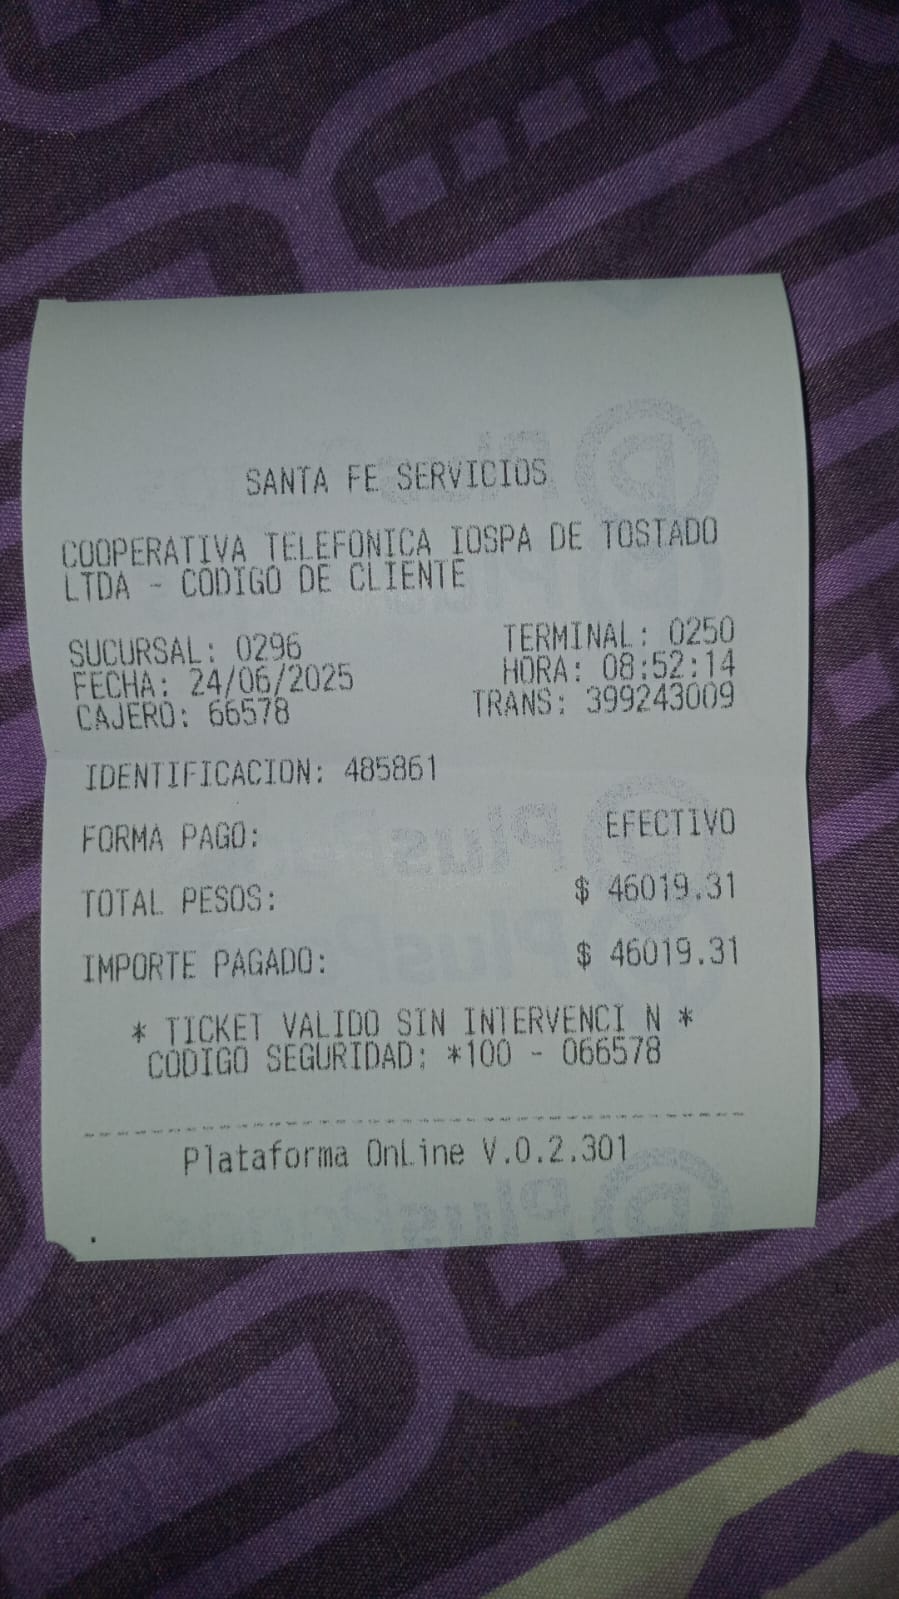 SANTA FE SERVICIOS
COOPERATIVA TELEFONICA IOSPA DE TOSTADO
LTDA - CODIGO DE CLIENTE
SUCURSAL: 0296 TERMINAL: 0250
FECHA: 24/06/2025 HORA: 08:52:14
CAJERO: 66578 TRANS: 399243009
IDENTIFICACION: 485861
FORMA PAGO: EFECTIVO
TOTAL PESOS: $ 46019.31
IMPORTE PAGADO: $ 46019.31
* TICKET VALIDO SIN INTERVENCI N *
CODIGO SEGURIDAD: *100 - 066578
Plataforma OnLine V.0.2.301